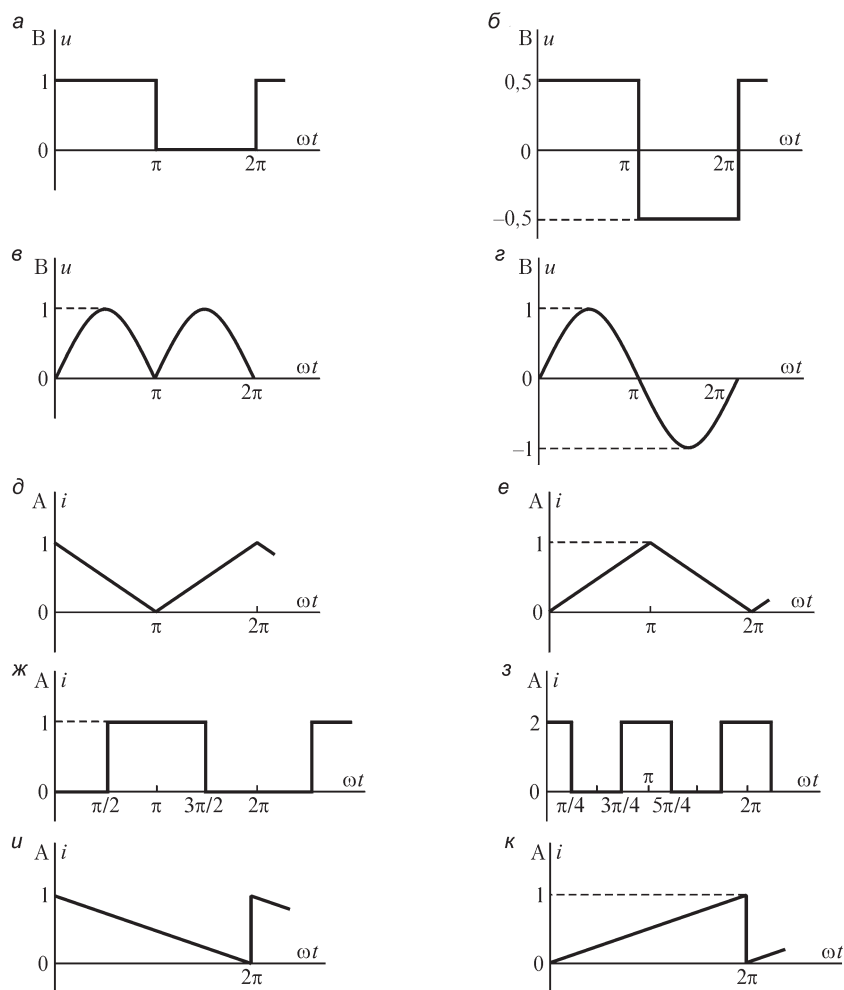 а
В u
1
0
π
2π
ωt
б
В u
0,5
0
–0,5
π
2π
ωt
в
В u
1
0
π
2π
ωt
г
В u
1
0
–1
π
2π
ωt
д
А i
1
0
π
2π
ωt
е
А i
1
0
π
2π
ωt
ж
А i
1
0
π/2
π
3π/2
2π
ωt
з
А i
2
0
π/4
3π/4
π
5π/4
2π
ωt
и
А i
1
0
2π
ωt
к
А i
1
0
2π
ωt